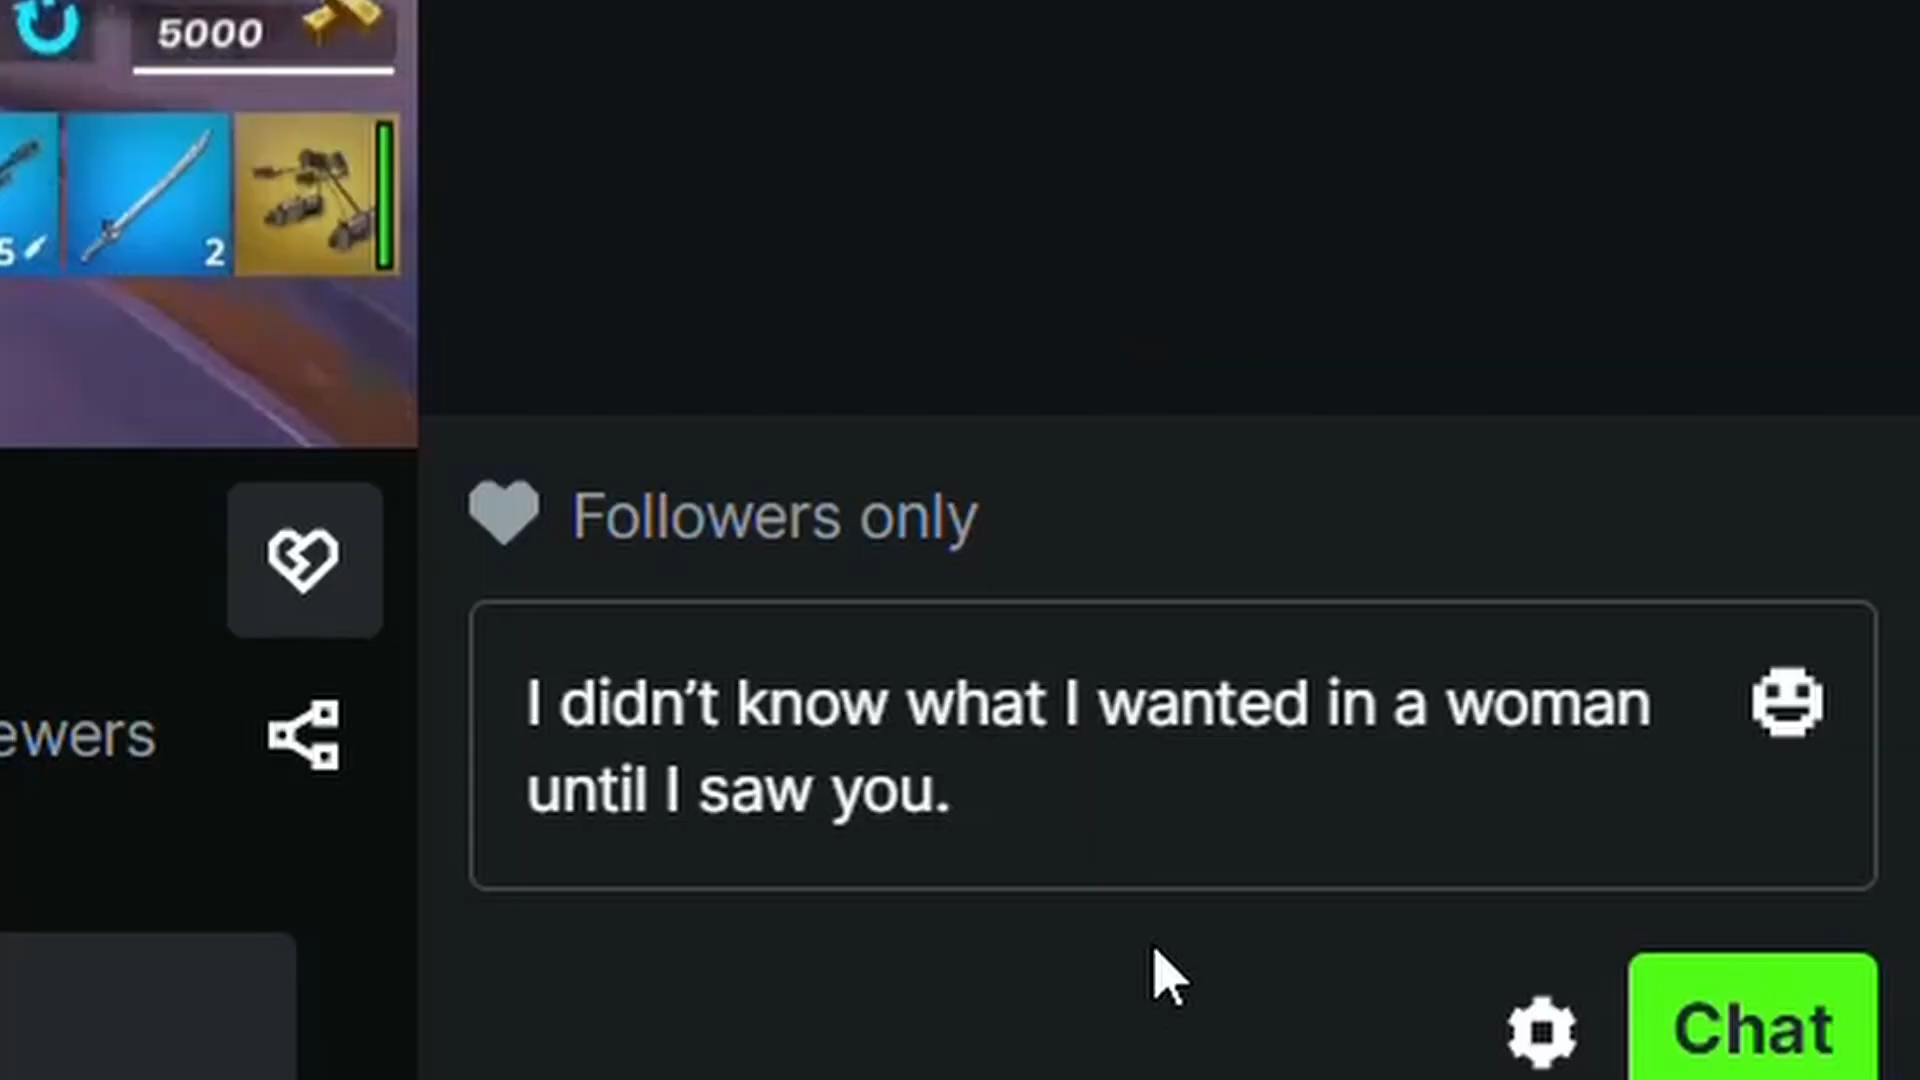 5000
5
2
Followers only
ewers
I didn’t know what I wanted in a woman
until I saw you.
Chat